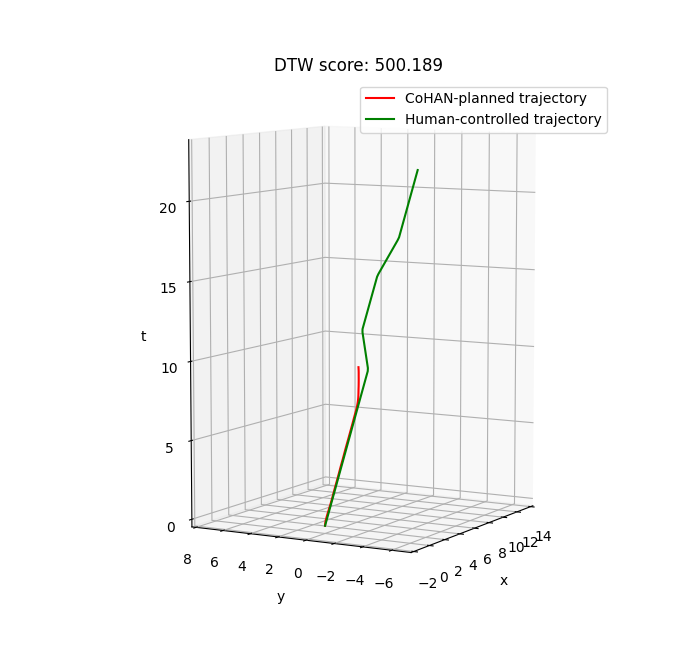 DTW score: 500.189
CoHAN-planned trajectory
Human-controlled trajectory
20
15
t
10
5
0
8 6 4 2 0 −2 −4 −6
−2 0 2 4 6 8 10 12 14
x
y